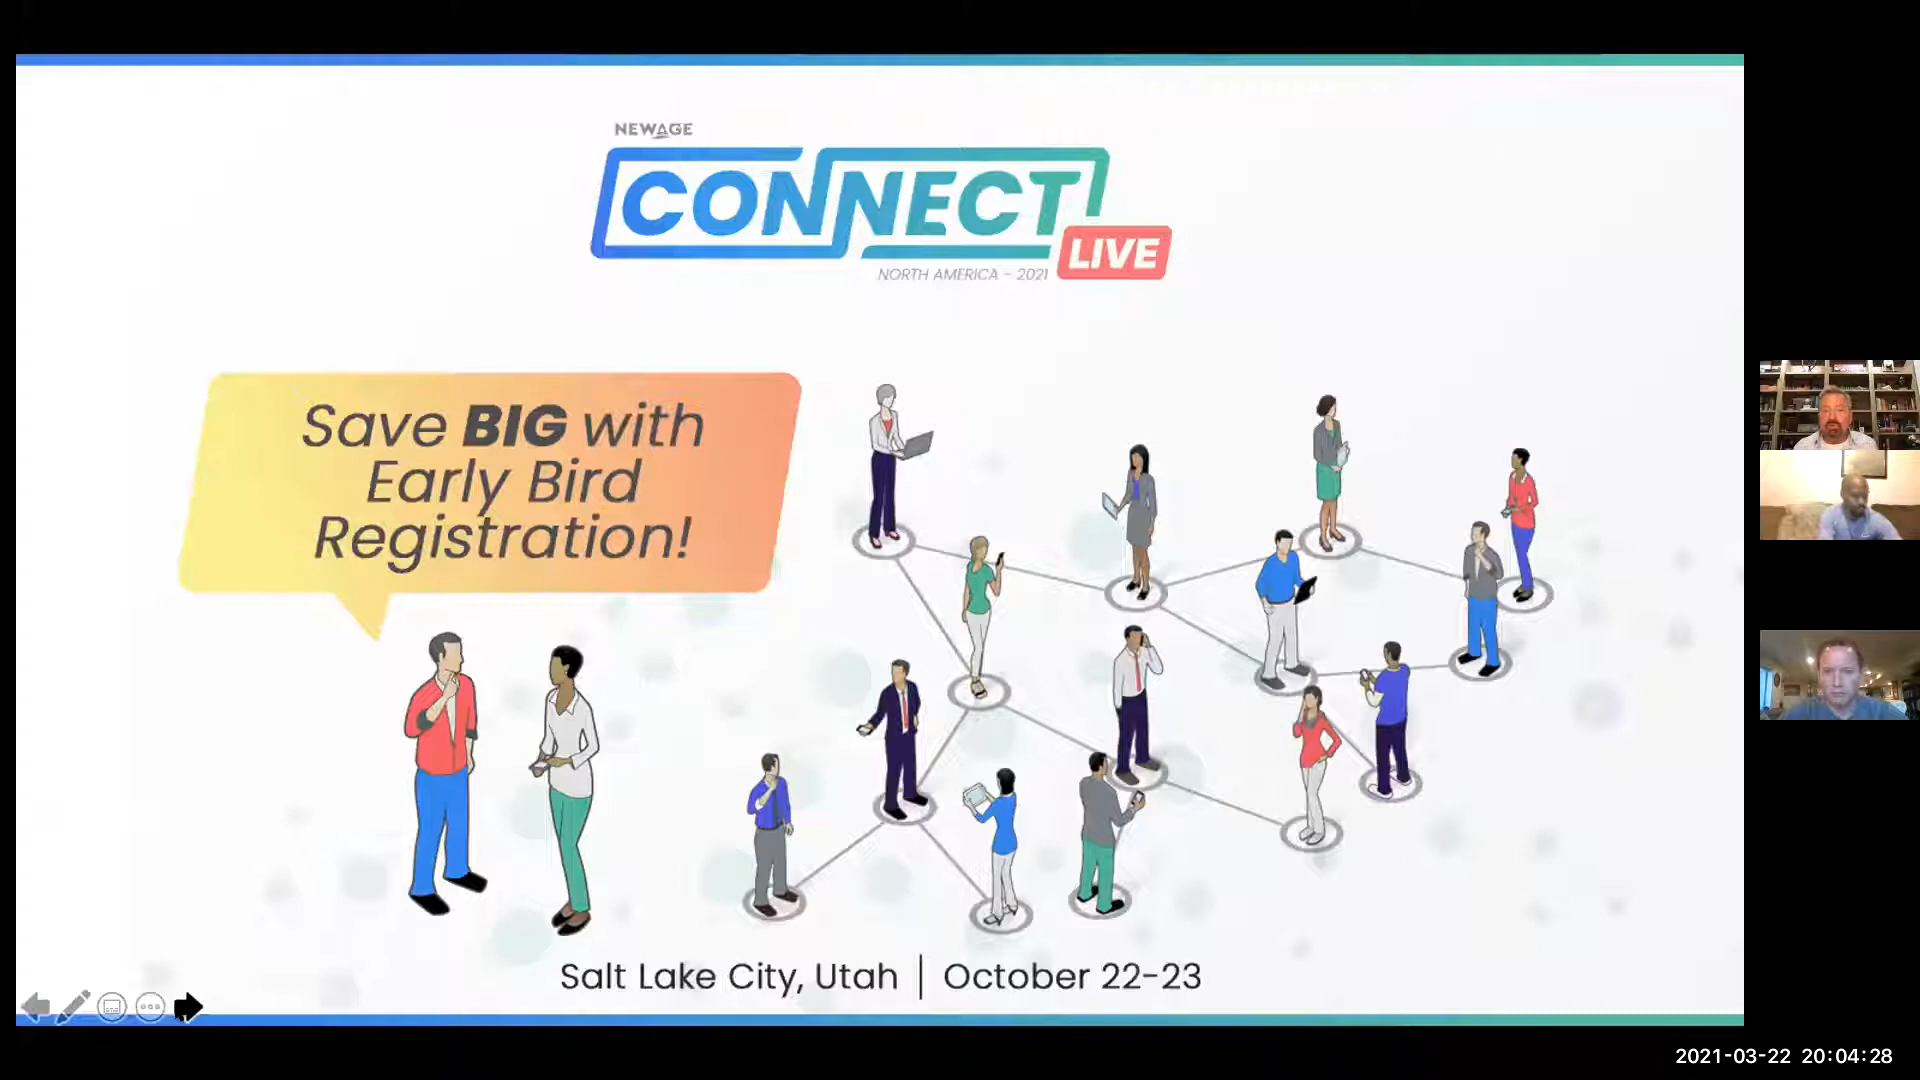 NEWAGE
CONNECT
LIVE
NORTH AMERICA – 2021
Save BIG with
Early Bird
Registration!
Salt Lake City, Utah | October 22-23
2021-03-22 20:04:28